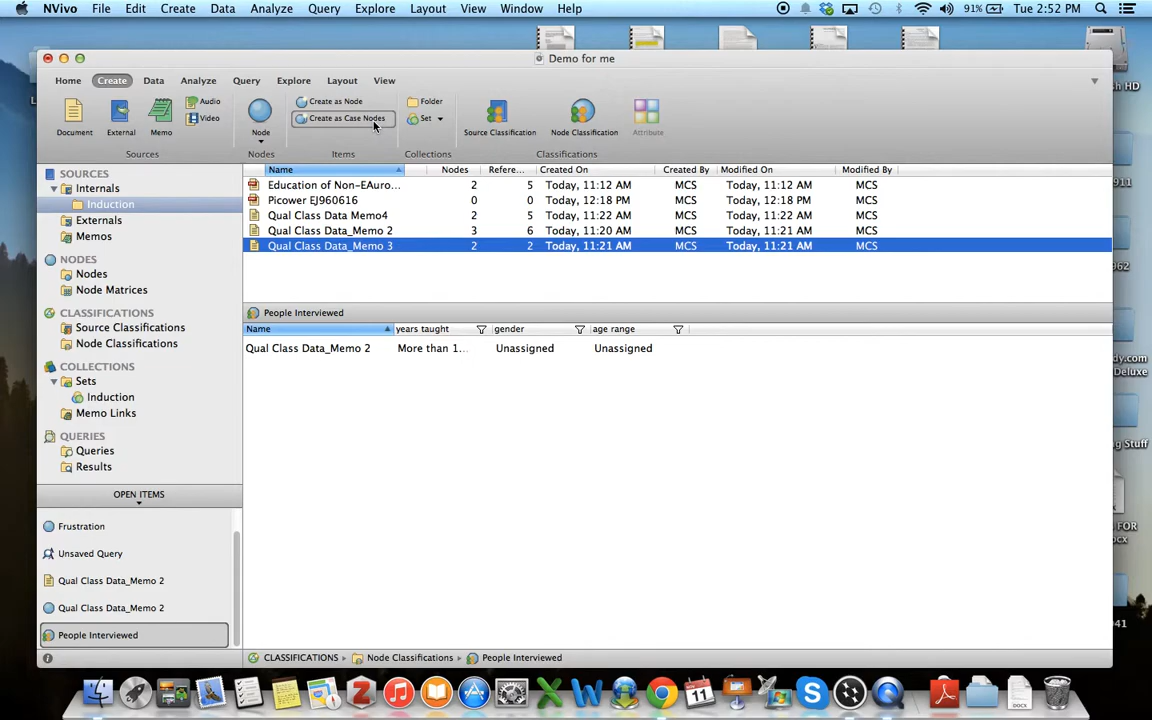 NVivo File Edit Create Data Analyze Query Explore Layout View Window Help 91% Tue 2:52 PM
Demo for me
Home Create Data Analyze Query Explore Layout View
Document External Memo Audio Video Node Create as Node Create as Case Nodes Folder Set Source Classification Node Classification Attribute
Sources Nodes Items Collections Classifications
SOURCES
Internals
Induction
Externals
Memos
NODES
Nodes
Node Matrices
CLASSIFICATIONS
Source Classifications
Node Classifications
COLLECTIONS
Sets
Induction
Memo Links
QUERIES
Queries
Results
OPEN ITEMS
Frustration
Unsaved Query
Qual Class Data_Memo 2
Qual Class Data_Memo 2
People Interviewed
Name Nodes Refere... Created On Created By Modified On Modified By
Education of Non-EAuro... 2 5 Today, 11:12 AM MCS Today, 11:12 AM MCS
Picower EJ960616 0 0 Today, 12:18 PM MCS Today, 12:18 PM MCS
Qual Class Data Memo4 2 5 Today, 11:22 AM MCS Today, 11:22 AM MCS
Qual Class Data_Memo 2 3 6 Today, 11:20 AM MCS Today, 11:20 AM MCS
Qual Class Data_Memo 3 2 2 Today, 11:21 AM MCS Today, 11:21 AM MCS
People Interviewed
Name years taught gender age range
Qual Class Data_Memo 2 More than 1... Unassigned Unassigned
CLASSIFICATIONS Node Classifications People Interviewed
911
962
dy.com
Deluxe
g Stuff
FOR
ocx
941